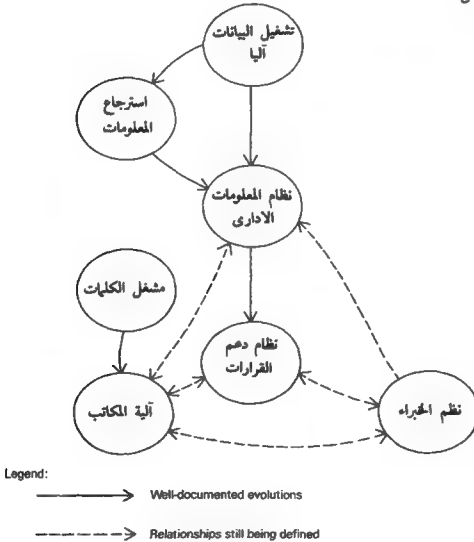 تشغيل البيانات
آليا
استرجاع
المعلومات
نظام المعلومات
الادارى
مشغل الكلمات
نظام دعم
القرارات
آلية المكاتب
نظم الخبراء
Legend:
Well-documented evolutions
Relationships still being defined